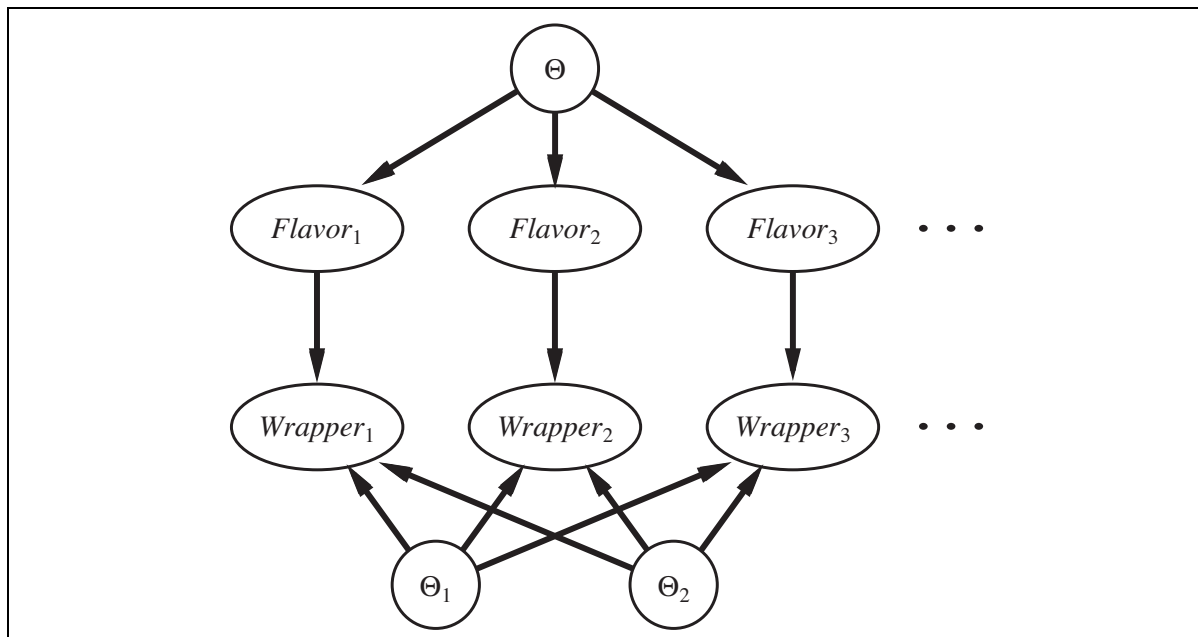 Θ
Flavor₁ Flavor₂ Flavor₃ . . .
Wrapper₁ Wrapper₂ Wrapper₃ . . .
Θ₁ Θ₂